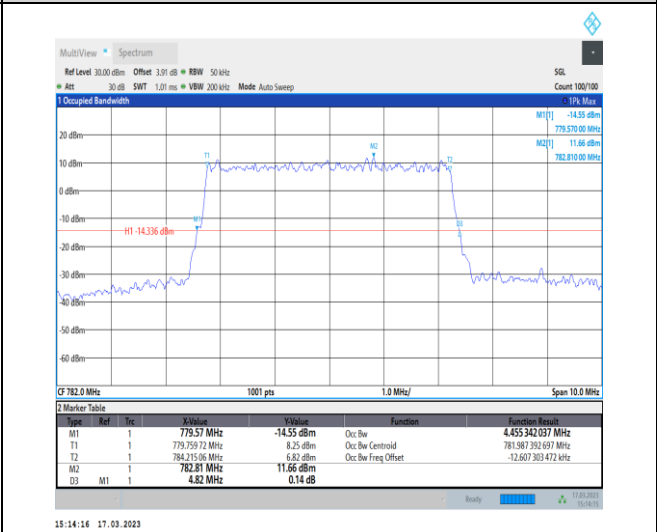 MultiView Spectrum
Ref Level 30.00 dBm Offset 3.91 dB RBW 50 kHz SGL
Att 30 dB SWT 1.01 ms VBW 200 kHz Mode Auto Sweep Count 100/100
1 Occupied Bandwidth 1Pk Max
M1[1] -14.55 dBm
779.570 00 MHz
M2[1] 11.66 dBm
782.810 00 MHz
20 dBm
M2
T1
T2
10 dBm
0 dBm
-10 dBm
M1
D3
H1 -14.336 dBm
-30 dBm
-40 dBm
-50 dBm
-60 dBm
CF 782.0 MHz 1001 pts 1.0 MHz/ Span 10.0 MHz
2 Marker Table
Type Ref Trc X-Value Y-Value Function Function Result
M1 1 779.57 MHz -14.55 dBm Occ Bw 4.455 342 037 MHz
T1 1 779.759 72 MHz 8.25 dBm Occ Bw Centroid 781.987 392 697 MHz
T2 1 784.215 06 MHz 6.82 dBm Occ Bw Freq Offset -12.607 303 472 kHz
M2 1 782.81 MHz 11.66 dBm
D3 M1 1 4.82 MHz 0.14 dB
Ready 17.03.2023
15:14:15
15:14:16 17.03.2023